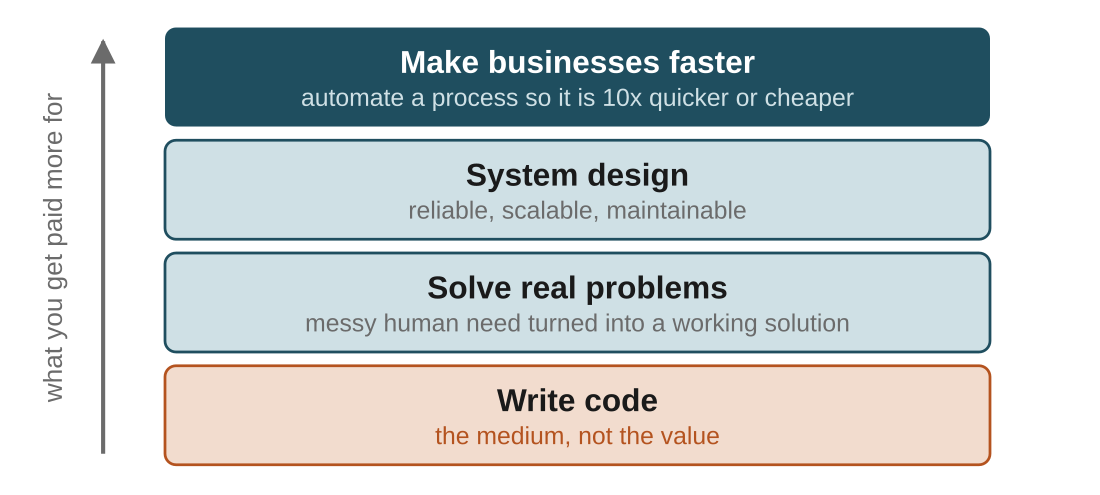 what you get paid more for
Make businesses faster
automate a process so it is 10x quicker or cheaper
System design
reliable, scalable, maintainable
Solve real problems
messy human need turned into a working solution
Write code
the medium, not the value